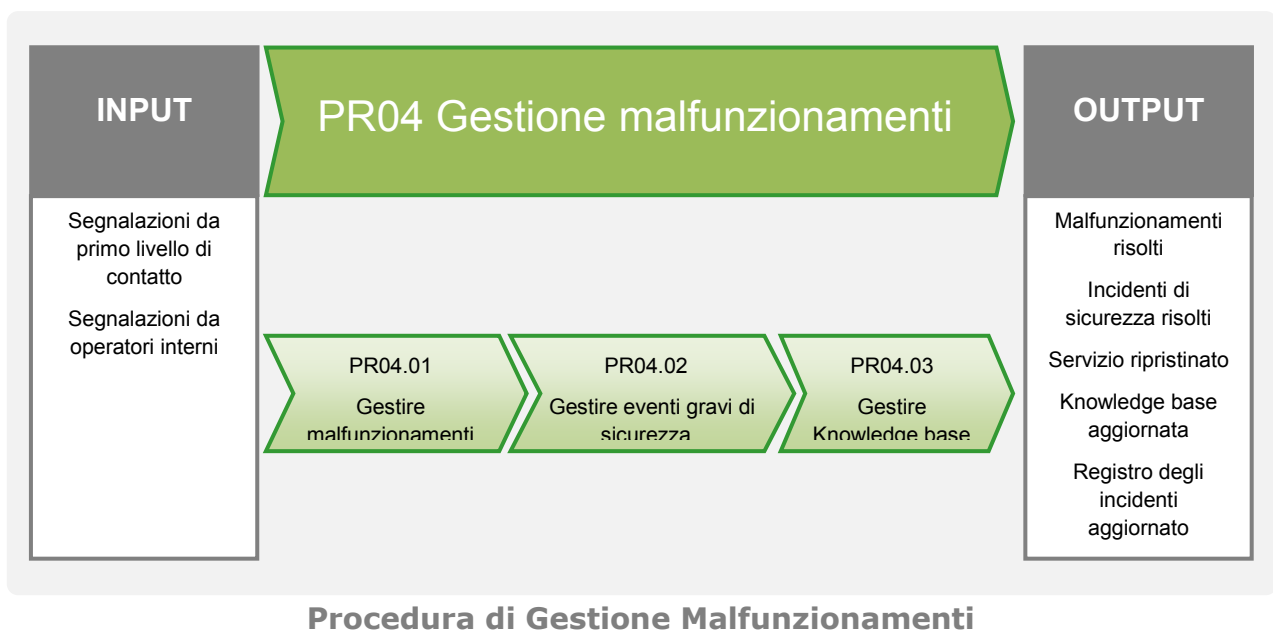 INPUT
PR04 Gestione malfunzionamenti
OUTPUT
Segnalazioni da
primo livello di
contatto
Segnalazioni da
operatori interni
PR04.01
Gestire
malfunzionamenti
PR04.02
Gestire eventi gravi di
sicurezza
PR04.03
Gestire
Knowledge base
Malfunzionamenti
risolti
Incidenti di
sicurezza risolti
Servizio ripristinato
Knowledge base
aggiornata
Registro degli
incidenti
aggiornato
Procedura di Gestione Malfunzionamenti